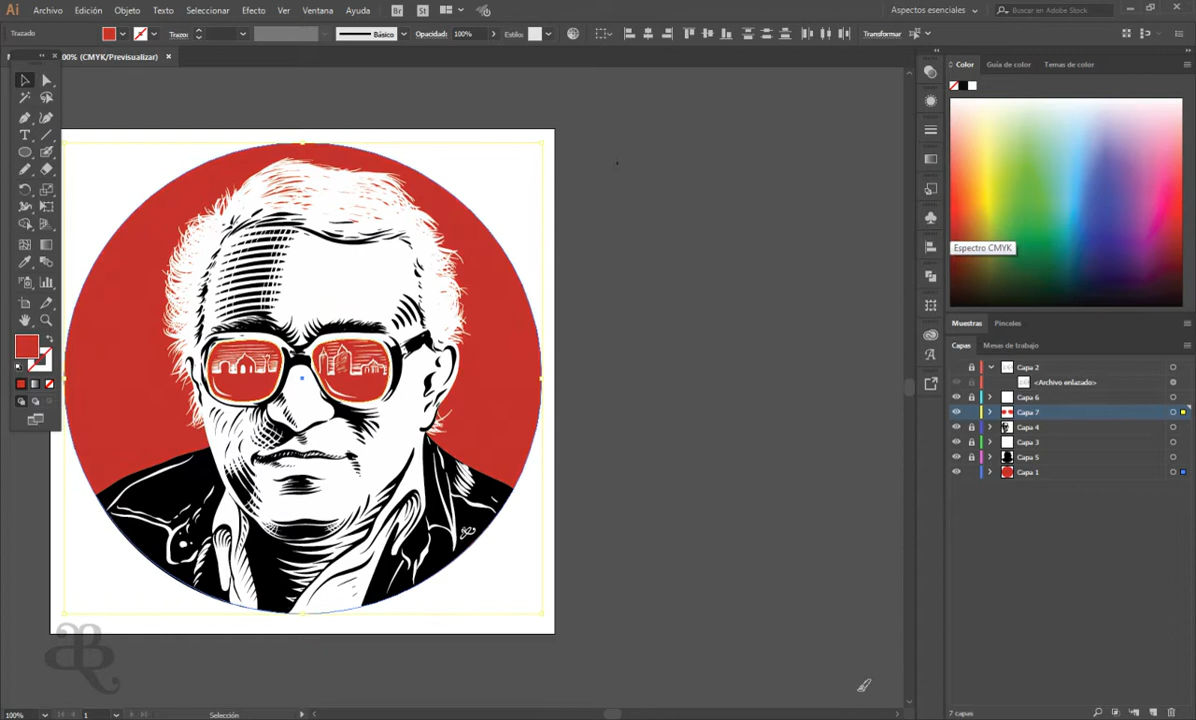 Ai Archivo Edición Objeto Texto Seleccionar Efecto Ver Ventana Ayuda Br St Aspectos esenciales Buscar en Adobe Stock
Trazado Trazo: Básico Opacidad: 100% Estilo: Transformar
00% (CMYK/Previsualizar) ×
Color Guía de color Temas de color
Espectro CMYK
Muestras Pinceles
Capas Mesas de trabajo
Capa 2
<Archivo enlazado>
Capa 6
Capa 7
Capa 4
Capa 3
Capa 5
Capa 1
100% 1 Selección 7 capas